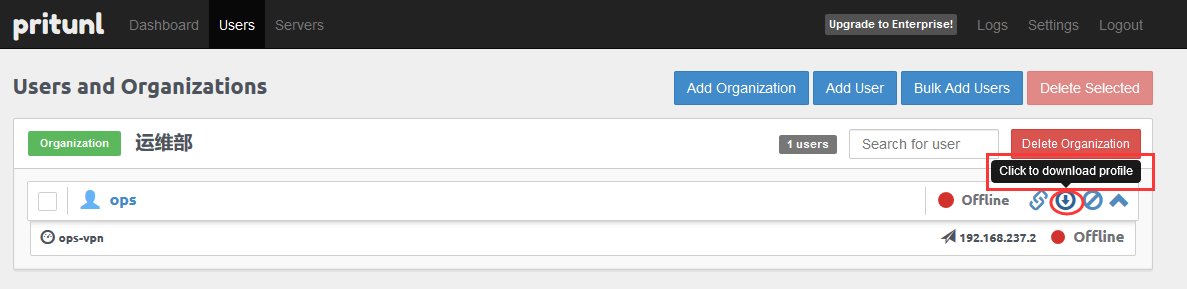 pritunl Dashboard Users Servers Upgrade to Enterprise! Logs Settings Logout
Users and Organizations Add Organization Add User Bulk Add Users Delete Selected
Organization 运维部 1 users Search for user Delete Organization
Click to download profile
ops Offline
ops-vpn 192.168.237.2 Offline